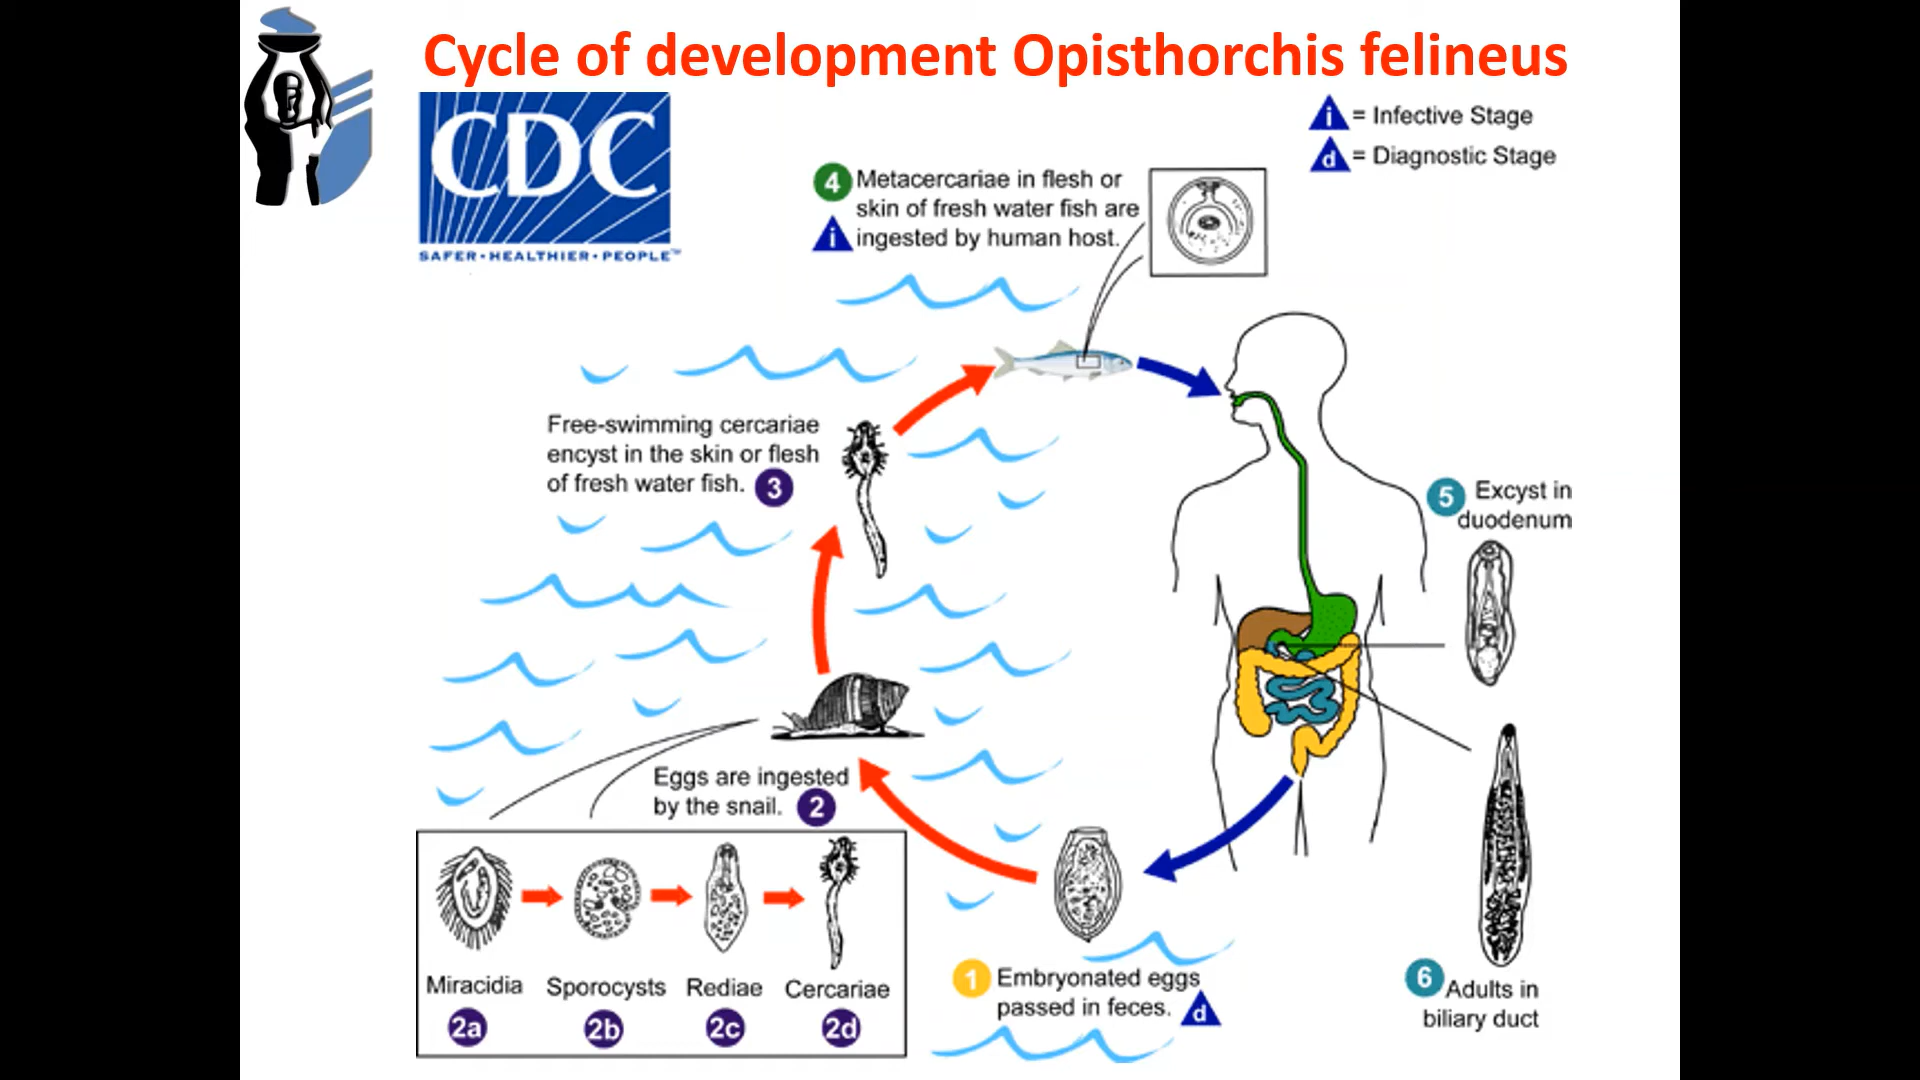 Cycle of development Opisthorchis felineus
CDC
SAFER•HEALTHIER•PEOPLE™
i = Infective Stage
d = Diagnostic Stage
4 Metacercariae in flesh or
skin of fresh water fish are
i ingested by human host.
Free-swimming cercariae
encyst in the skin or flesh
of fresh water fish. 3
5 Excyst in
duodenum
Eggs are ingested
by the snail. 2
Miracidia Sporocysts Rediae Cercariae
2a 2b 2c 2d
1 Embryonated eggs
passed in feces. d
6 Adults in
biliary duct